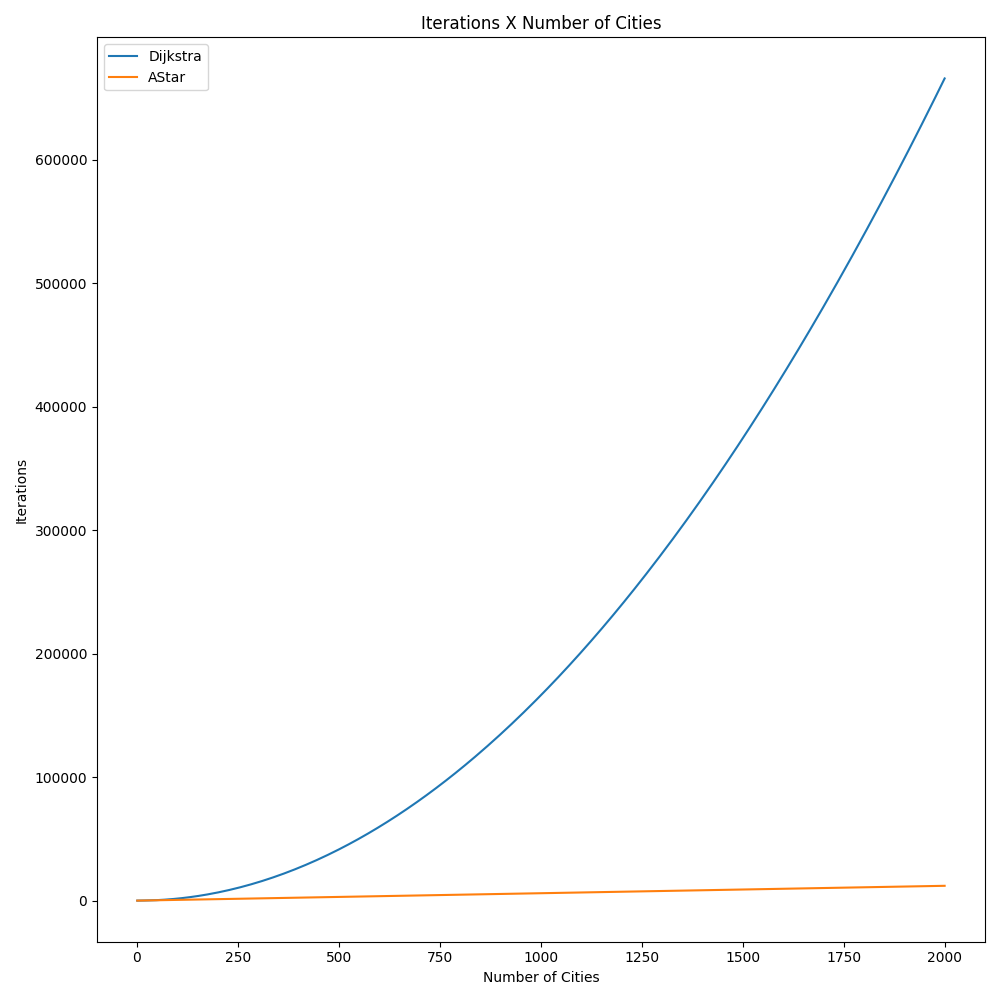 Iterations X Number of Cities
Dijkstra
AStar
600000
500000
400000
300000
200000
100000
0
Iterations
0 250 500 750 1000 1250 1500 1750 2000
Number of Cities